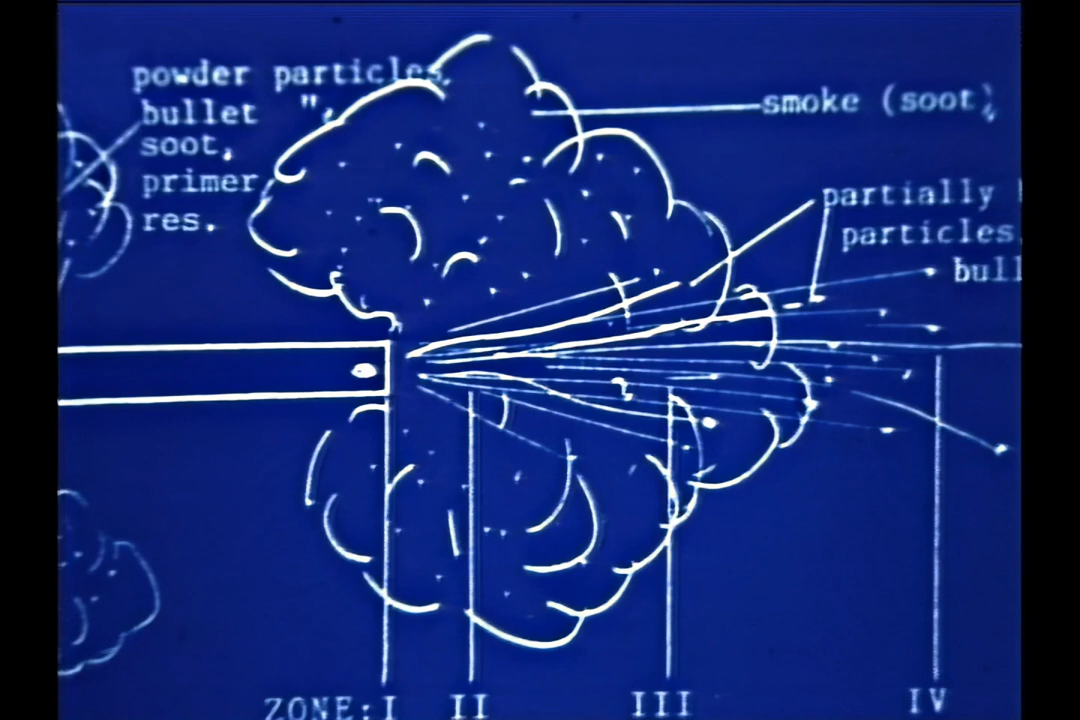 powder particles,
bullet ",
soot,
primer
res.
smoke (soot),
partially
particles
bull
ZONE: I II III IV